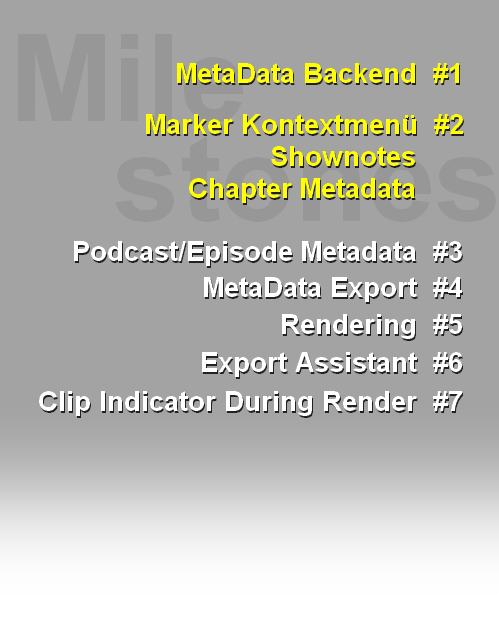 Mile
stones
MetaData Backend #1
Marker Kontextmenü #2
Shownotes
Chapter Metadata
Podcast/Episode Metadata #3
MetaData Export #4
Rendering #5
Export Assistant #6
Clip Indicator During Render #7